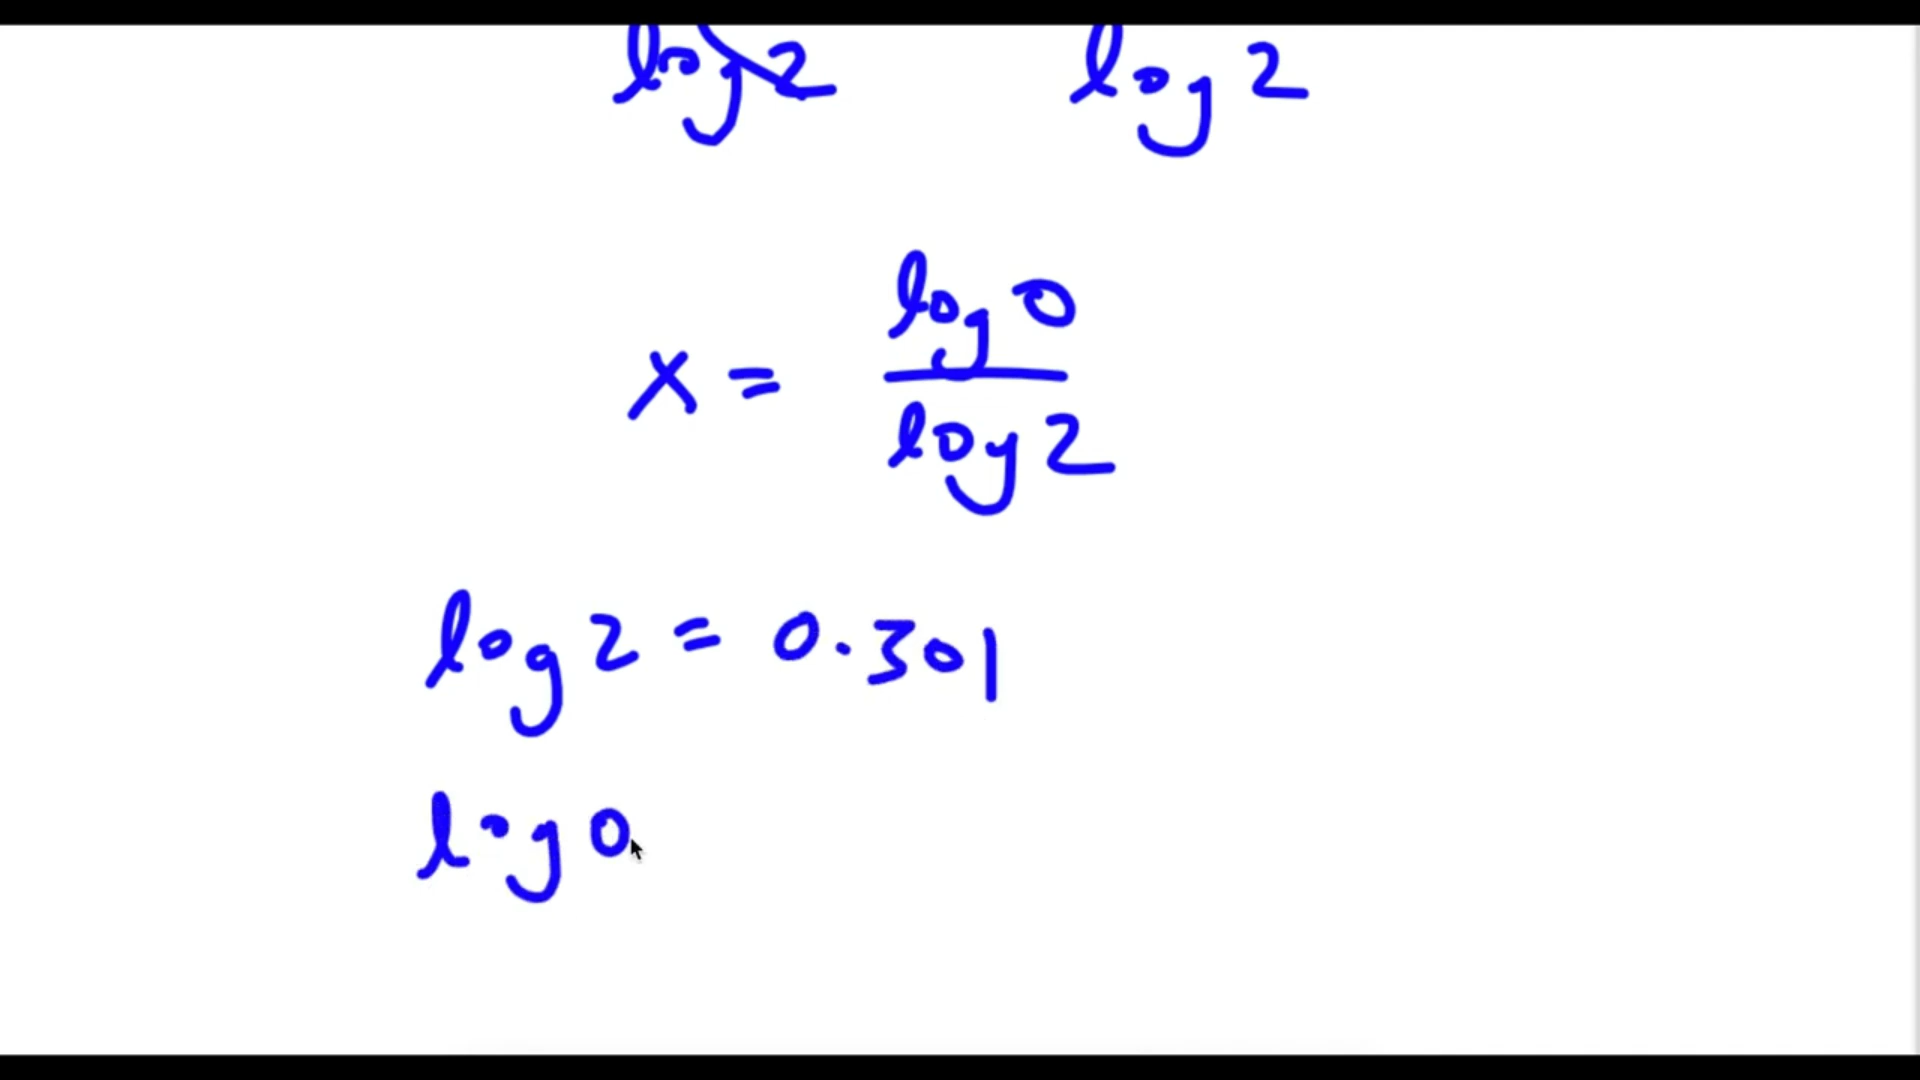 log 2 log 2
x = log 0 / log 2
log 2 = 0.301
log 0